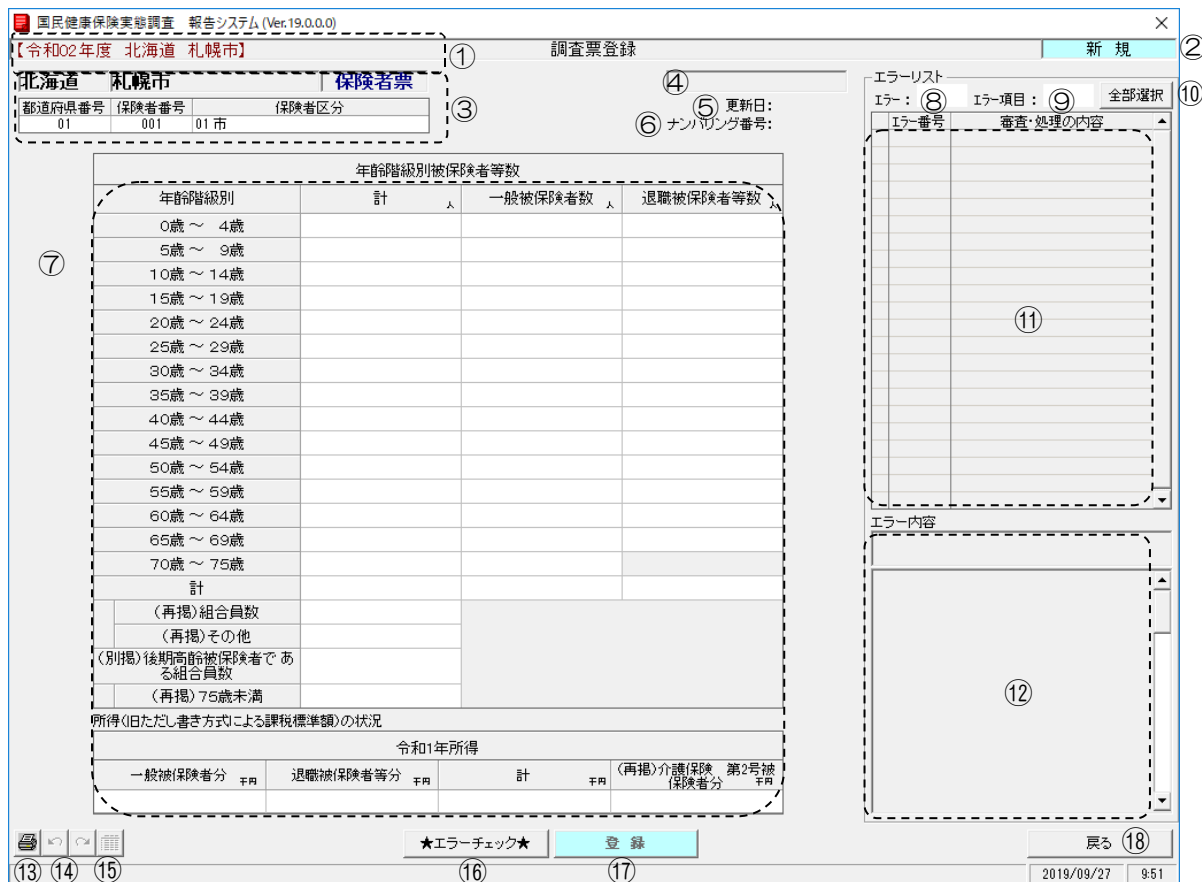 国民健康保険実態調査 報告システム (Ver.19.0.0.0)
【令和02年度 北海道 札幌市】 ① 調査票登録 新 規 ②
北海道 札幌市 保険者票 ③
都道府県番号 保険者番号 保険者区分
01 001 01 市
④
⑤ 更新日:
⑥ ナンバリング番号:
エラーリスト
エラー: ⑧ エラー項目: ⑨ 全部選択 ⑩
エラー番号 審査・処理の内容
⑪
⑦
年齢階級別被保険者等数
年齢階級別 計 人 一般被保険者数 人 退職被保険者等数 人
0歳 ~ 4歳
5歳 ~ 9歳
10歳 ~ 14歳
15歳 ~ 19歳
20歳 ~ 24歳
25歳 ~ 29歳
30歳 ~ 34歳
35歳 ~ 39歳
40歳 ~ 44歳
45歳 ~ 49歳
50歳 ~ 54歳
55歳 ~ 59歳
60歳 ~ 64歳
65歳 ~ 69歳
70歳 ~ 75歳
計
(再掲)組合員数
(再掲)その他
(別掲)後期高齢被保険者であ
る組合員数
(再掲)75歳未満
所得(旧ただし書き方式による課税標準額)の状況
令和1年所得
一般被保険者分 千円 退職被保険者等分 千円 計 千円 (再掲)介護保険 第2号被
保険者分 千円
エラー内容
⑫
★エラーチェック★ 登 録 戻る ⑱
⑬ ⑭ ⑮ ⑯ ⑰
2019/09/27 9:51